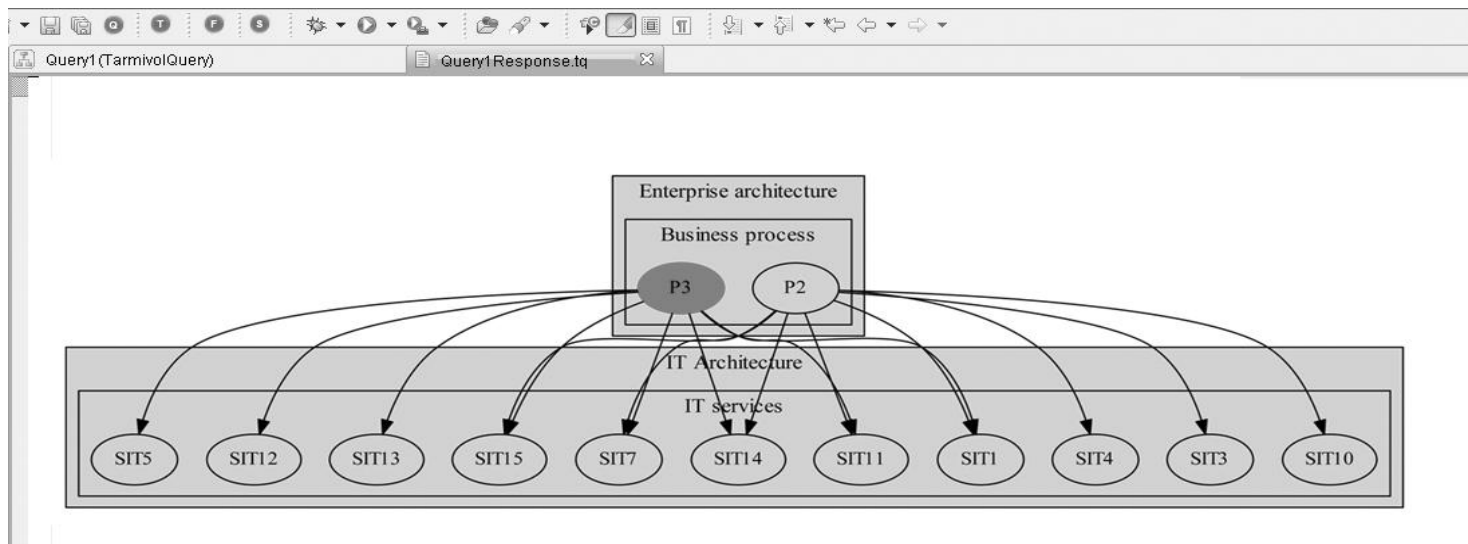 Q T F S
Query1 (TarmivolQuery) Query1Response.tq
Enterprise architecture
Business process
P3 P2
IT Architecture
IT services
SIT5 SIT12 SIT13 SIT15 SIT7 SIT14 SIT11 SIT1 SIT4 SIT3 SIT10